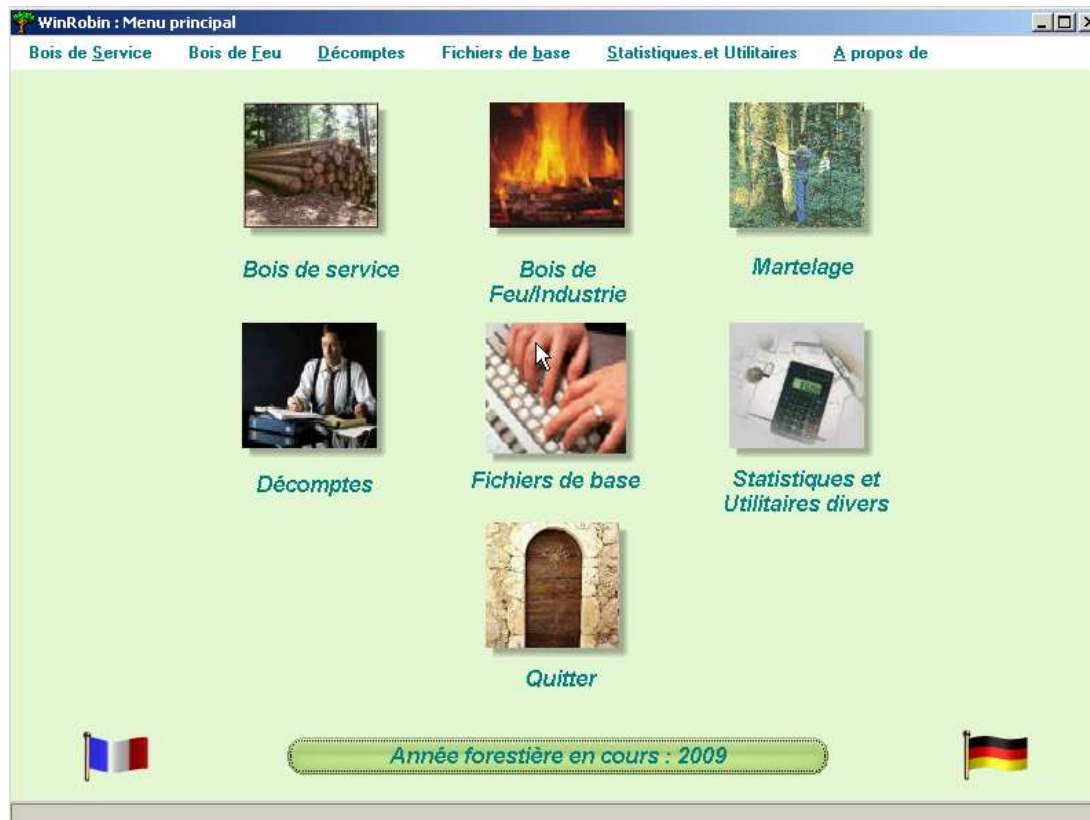 WinRobin : Menu principal
Bois de Service Bois de Feu Décomptes Fichiers de base Statistiques.et Utilitaires A propos de
Bois de service
Bois de
Feu/Industrie
Martelage
Décomptes
Fichiers de base
Statistiques et
Utilitaires divers
Quitter
Année forestière en cours : 2009